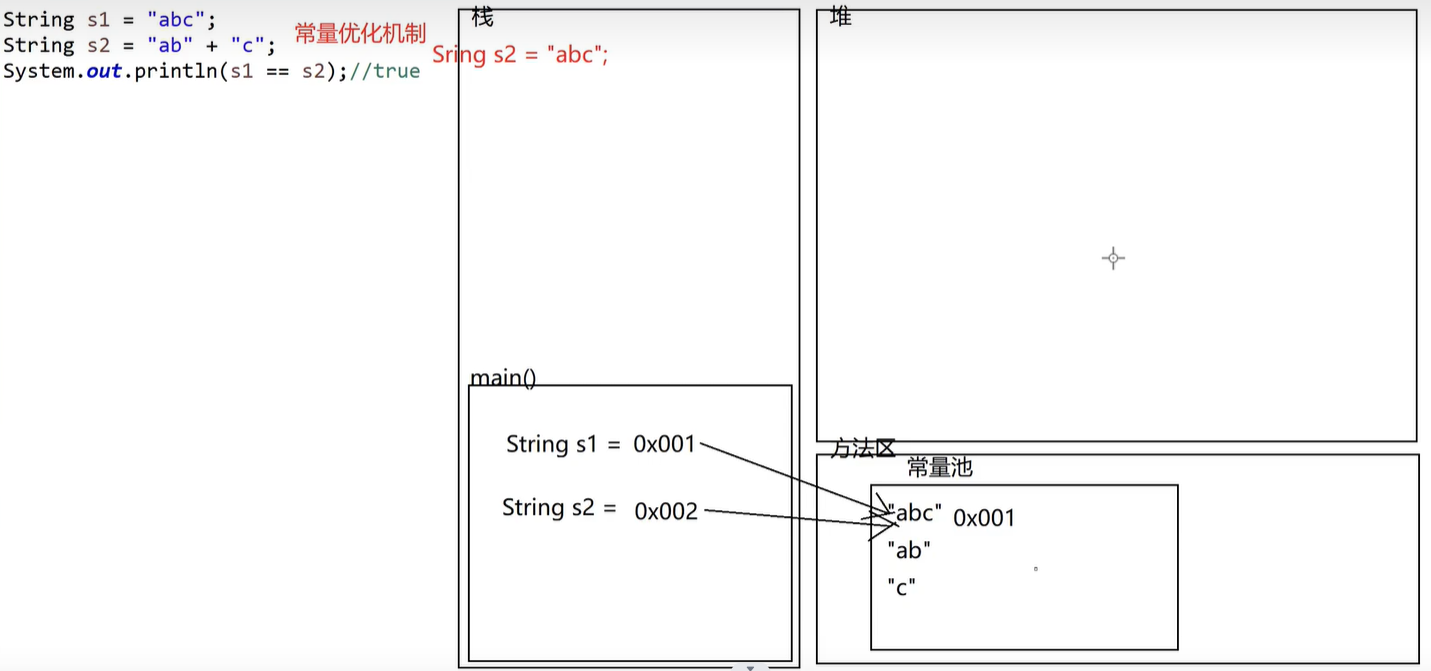 String s1 = "abc";
String s2 = "ab" + "c";
常量优化机制
System.out.println(s1 == s2);//true
栈
Sring s2 = "abc";
堆
main()
String s1 = 0x001
String s2 = 0x002
方法区
常量池
"abc" 0x001
"ab"
"c"